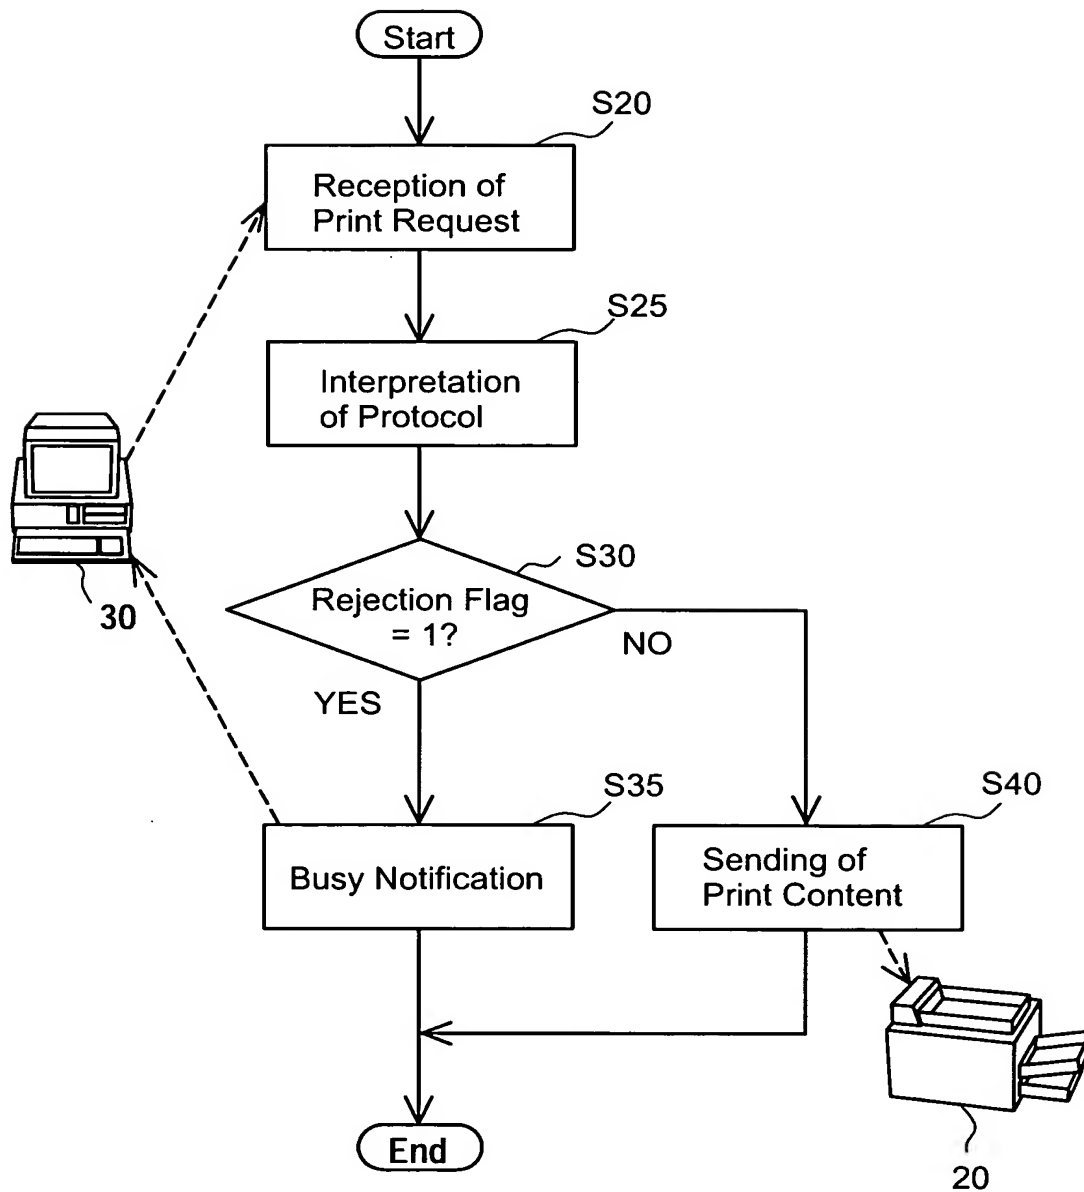 Start
S20
Reception of
Print Request
S25
Interpretation
of Protocol
30
S30
Rejection Flag
= 1?
NO
YES
S35
S40
Busy Notification
Sending of
Print Content
End
20